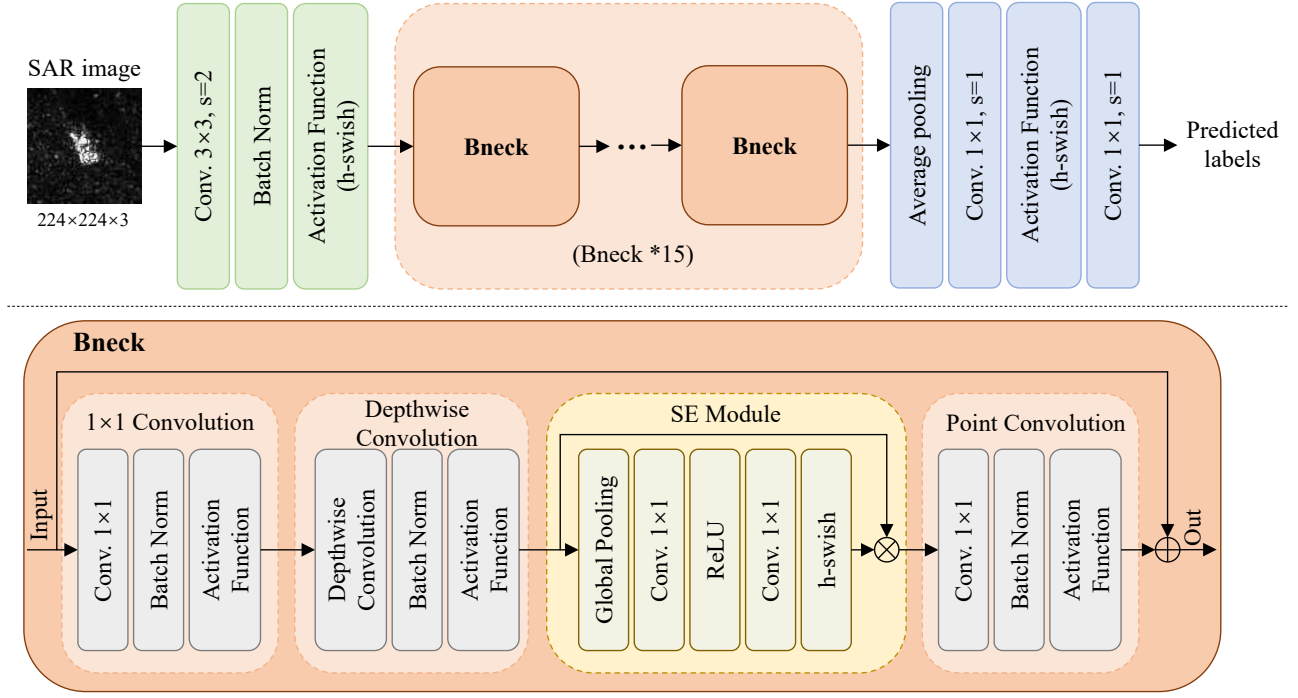 SAR image
224×224×3
Conv. 3×3, s=2
Batch Norm
Activation Function
(h-swish)
Bneck
Bneck
(Bneck *15)
Average pooling
Conv. 1×1, s=1
Activation Function
(h-swish)
Conv. 1×1, s=1
Predicted
labels
Bneck
Input
1×1 Convolution
Conv. 1×1
Batch Norm
Activation
Function
Depthwise
Convolution
Depthwise
Convolution
Batch Norm
Activation
Function
SE Module
Global Pooling
Conv. 1×1
ReLU
Conv. 1×1
h-swish
Point Convolution
Conv. 1×1
Batch Norm
Activation
Function
Out